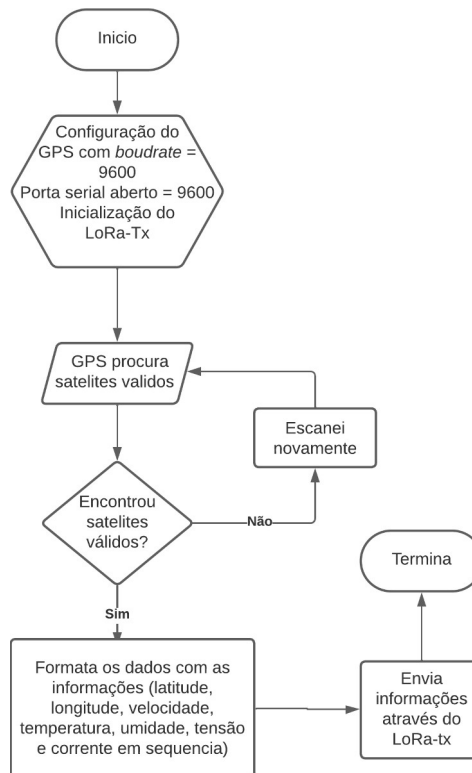 Inicio
Configuração do
GPS com boudrate =
9600
Porta serial aberto = 9600
Inicialização do
LoRa-Tx
GPS procura
satelites validos
Escanei
novamente
Encontrou
satelites
válidos?
Não
Sim
Termina
Formata os dados com as
informações (latitude,
longitude, velocidade,
temperatura, umidade, tensão
e corrente em sequencia)
Envia
informações
através do
LoRa-tx